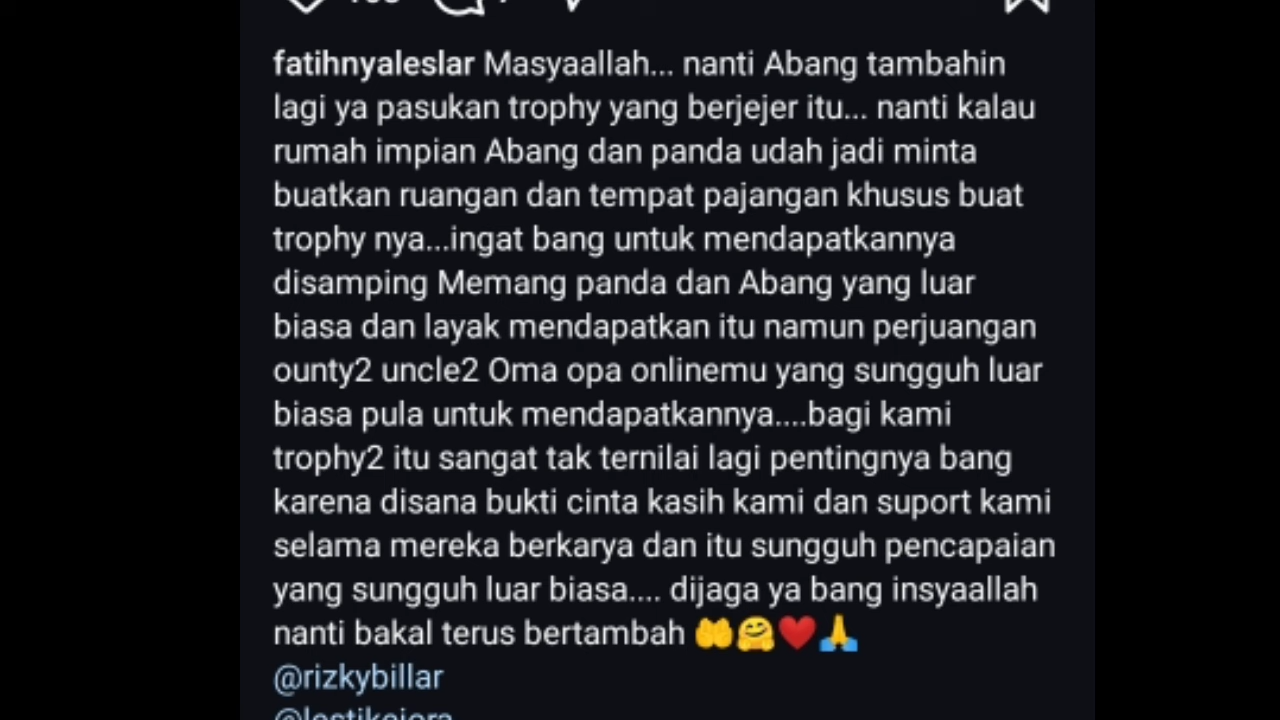 fatihnyaleslar Masyaallah... nanti Abang tambahin
lagi ya pasukan trophy yang berjejer itu... nanti kalau
rumah impian Abang dan panda udah jadi minta
buatkan ruangan dan tempat pajangan khusus buat
trophy nya...ingat bang untuk mendapatkannya
disamping Memang panda dan Abang yang luar
biasa dan layak mendapatkan itu namun perjuangan
ounty2 uncle2 Oma opa onlinemu yang sungguh luar
biasa pula untuk mendapatkannya....bagi kami
trophy2 itu sangat tak ternilai lagi pentingnya bang
karena disana bukti cinta kasih kami dan suport kami
selama mereka berkarya dan itu sungguh pencapaian
yang sungguh luar biasa.... dijaga ya bang insyaallah
nanti bakal terus bertambah 🤲🤗❤️🙏
@rizkybillar